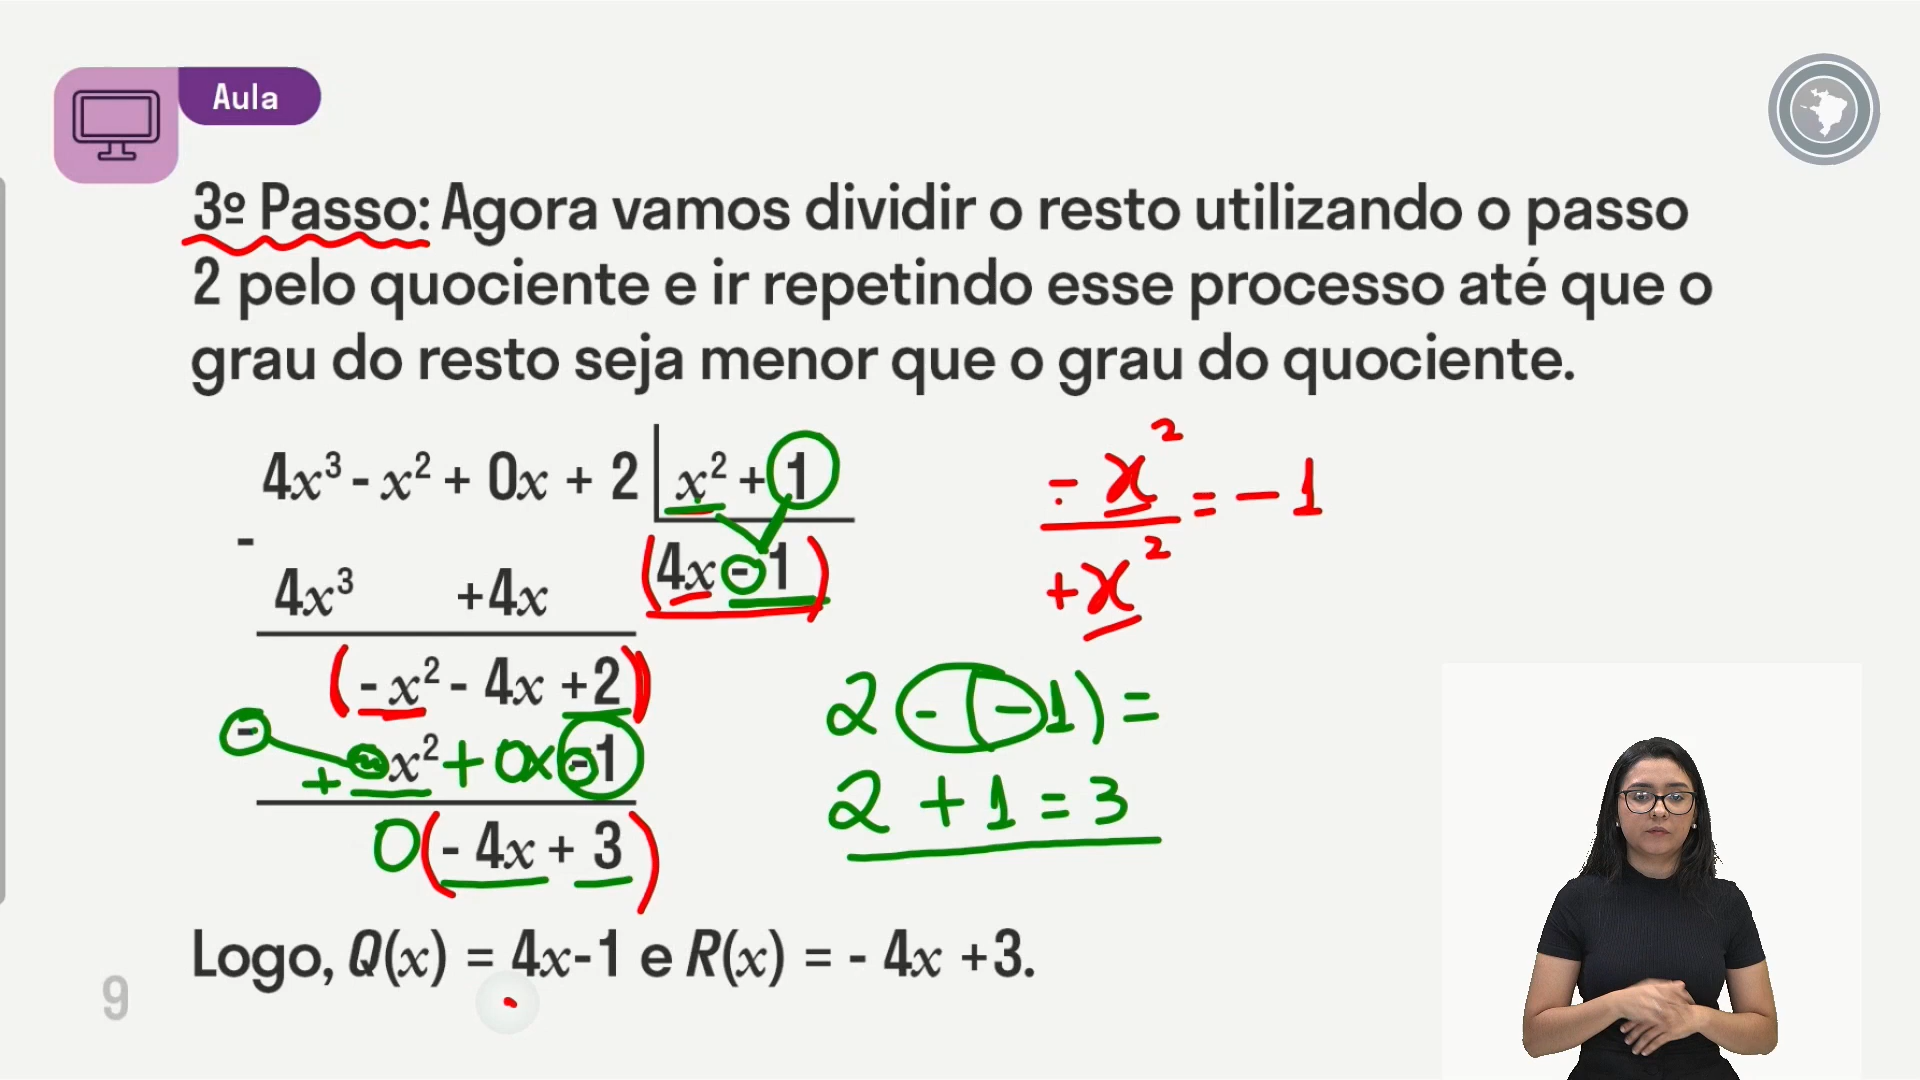 Aula
3º Passo: Agora vamos dividir o resto utilizando o passo
2 pelo quociente e ir repetindo esse processo até que o
grau do resto seja menor que o grau do quociente.
4x³ - x² + 0x + 2 | x² + 1
-
4x³ +4x
(4x - 1)
(- x² - 4x +2)
- + - x² + 0x - 1
0 (- 4x + 3)
- x² / + x² = - 1
2 - (-1) =
2 + 1 = 3
Logo, Q(x) = 4x-1 e R(x) = - 4x +3.
9